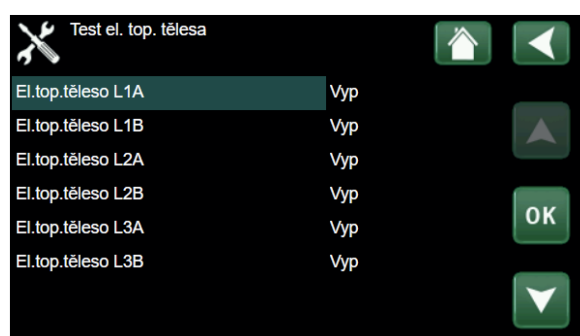 Test el. top. tělesa
El.top.těleso L1A Vyp
El.top.těleso L1B Vyp
El.top.těleso L2A Vyp
El.top.těleso L2B Vyp
El.top.těleso L3A Vyp
El.top.těleso L3B Vyp
OK